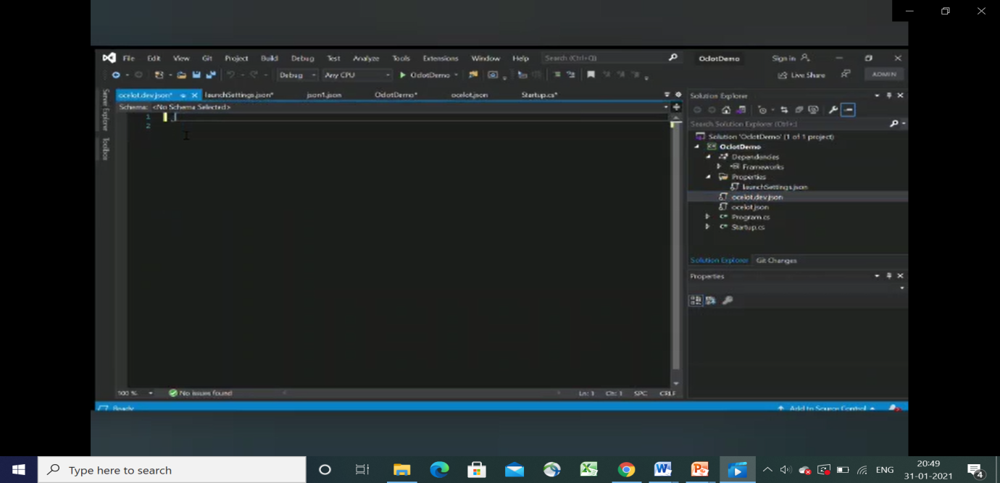 File Edit View Git Project Build Debug Test Analyze Tools Extensions Window Help Search (Ctrl+Q) OclotDemo Sign in
Debug Any CPU OclotDemo Live Share ADMIN
Server Explorer
Toolbox
ocelot.dev.json* launchSettings.json* json1.json OclotDemo* ocelot.json Startup.cs*
Schema: <No Schema Selected>
1
2
Solution Explorer
Search Solution Explorer (Ctrl+;)
Solution 'OclotDemo' (1 of 1 project)
OclotDemo
Dependencies
Frameworks
Properties
launchSettings.json
ocelot.dev.json
ocelot.json
Program.cs
Startup.cs
Solution Explorer Git Changes
Properties
100 % No issues found Ln: 1 Ch: 1 SPC CRLF
Ready Add to Source Control
Type here to search ENG 20:49
31-01-2021
4